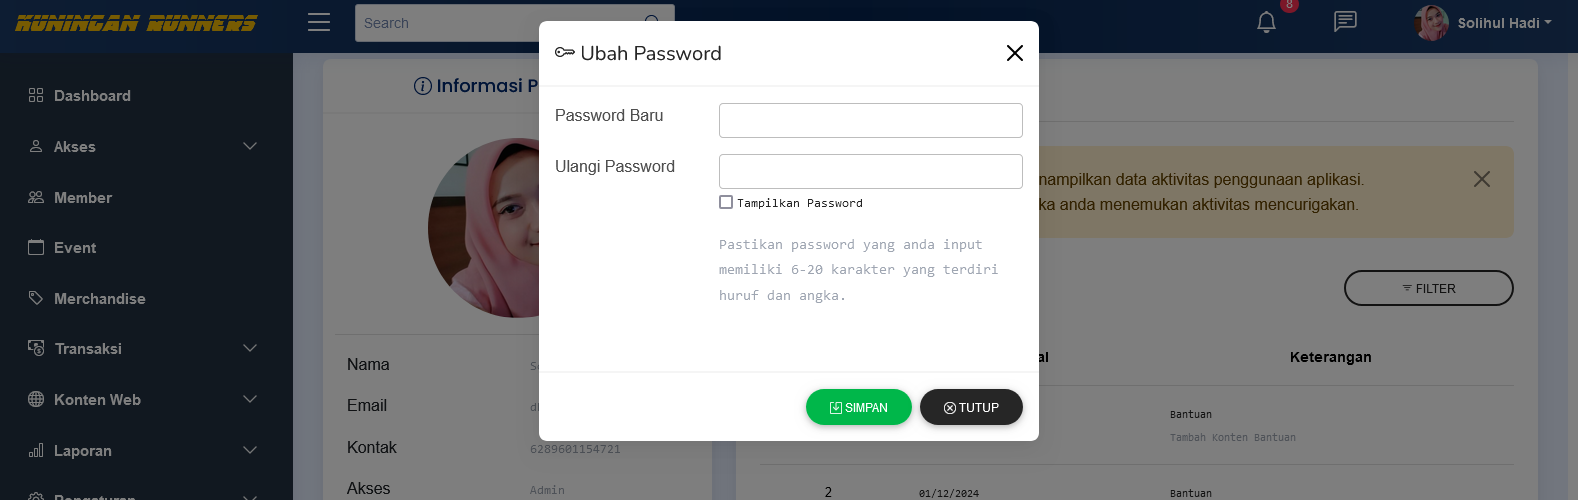 KUNINGAN RUNNERS
Search
8
Solihul Hadi
Ubah Password
Password Baru
Ulangi Password
Tampilkan Password
Pastikan password yang anda input
memiliki 6-20 karakter yang terdiri
huruf dan angka.
SIMPAN
TUTUP
Dashboard
Akses
Member
Event
Merchandise
Transaksi
Konten Web
Laporan
Pengaturan
Informasi
Nama
Email
Kontak
6289601154721
Akses
Admin
data aktivitas penggunaan aplikasi.
anda menemukan aktivitas mencurigakan.
FILTER
Keterangan
Bantuan
Tambah Konten Bantuan
2
01/12/2024
Bantuan